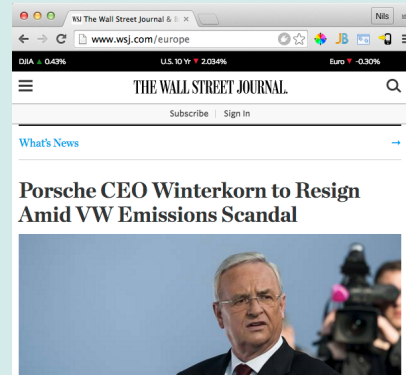 WSJ The Wall Street Journal &
Nils
www.wsj.com/europe
JB
DJIA ▲ 0.43%
U.S. 10 Yr ▼ 2.034%
Euro ▼ -0.30%
THE WALL STREET JOURNAL.
Subscribe | Sign In
What's News →
Porsche CEO Winterkorn to Resign
Amid VW Emissions Scandal